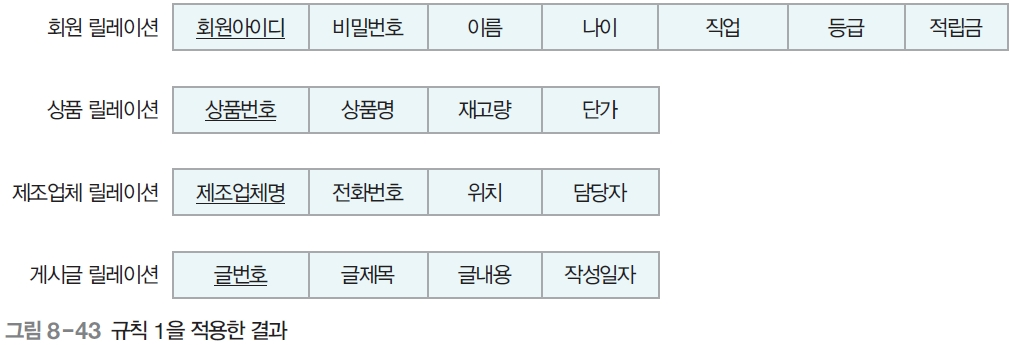 회원 릴레이션 회원아이디 비밀번호 이름 나이 직업 등급 적립금
상품 릴레이션 상품번호 상품명 재고량 단가
제조업체 릴레이션 제조업체명 전화번호 위치 담당자
게시글 릴레이션 글번호 글제목 글내용 작성일자
그림 8-43 규칙 1을 적용한 결과